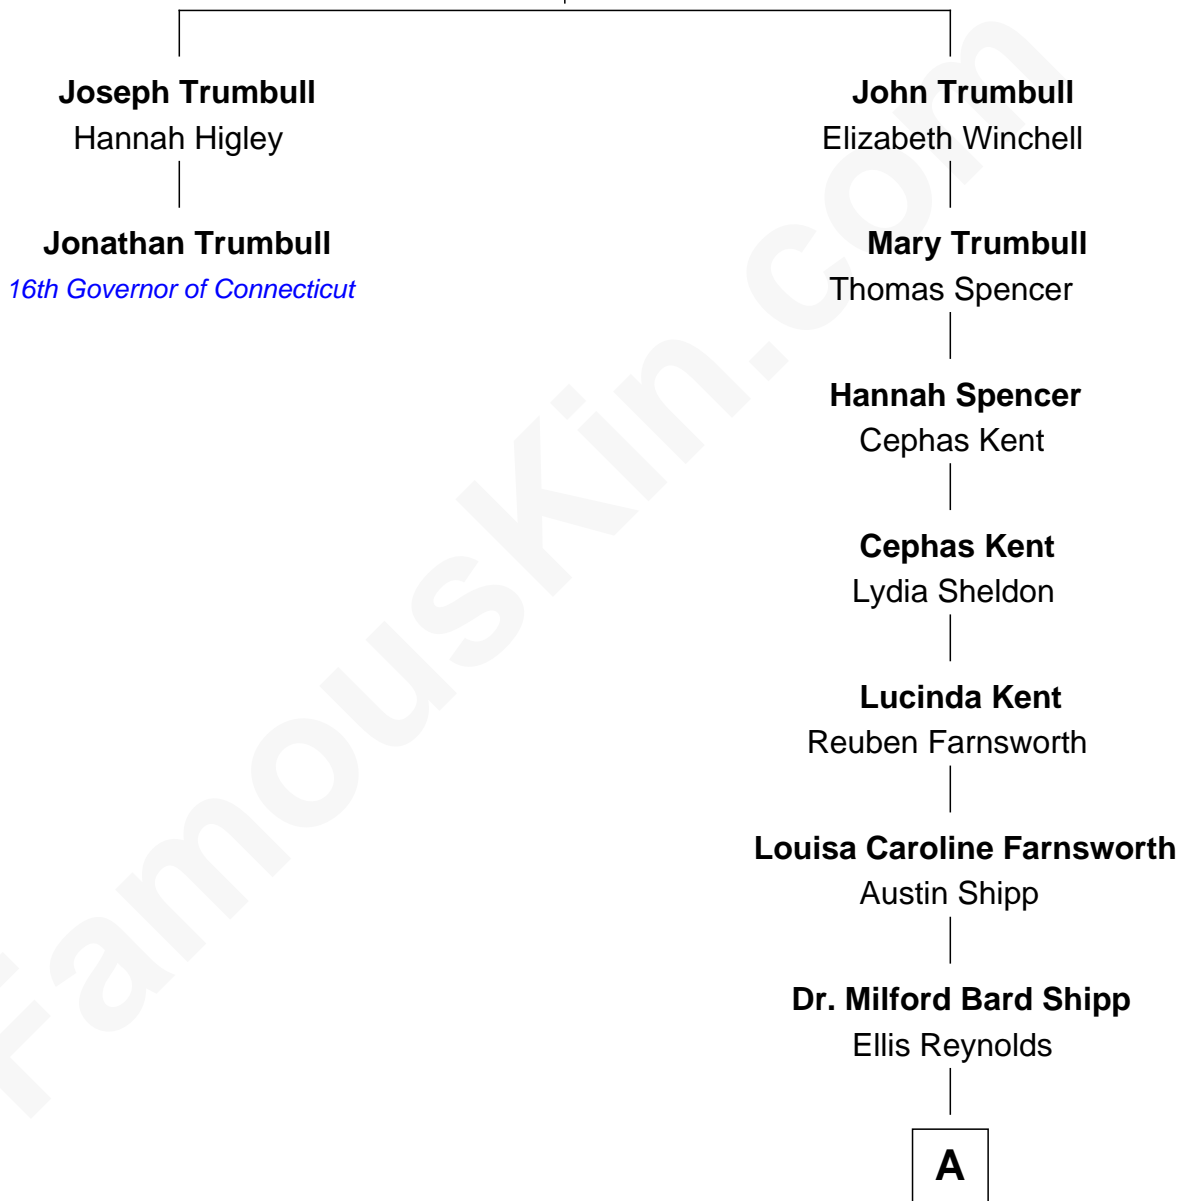 Joseph Trumbull
Hannah Higley
Jonathan Trumbull
16th Governor of Connecticut
John Trumbull
Elizabeth Winchell
Mary Trumbull
Thomas Spencer
Hannah Spencer
Cephas Kent
Cephas Kent
Lydia Sheldon
Lucinda Kent
Reuben Farnsworth
Louisa Caroline Farnsworth
Austin Shipp
Dr. Milford Bard Shipp
Ellis Reynolds
A
FamousKin.com